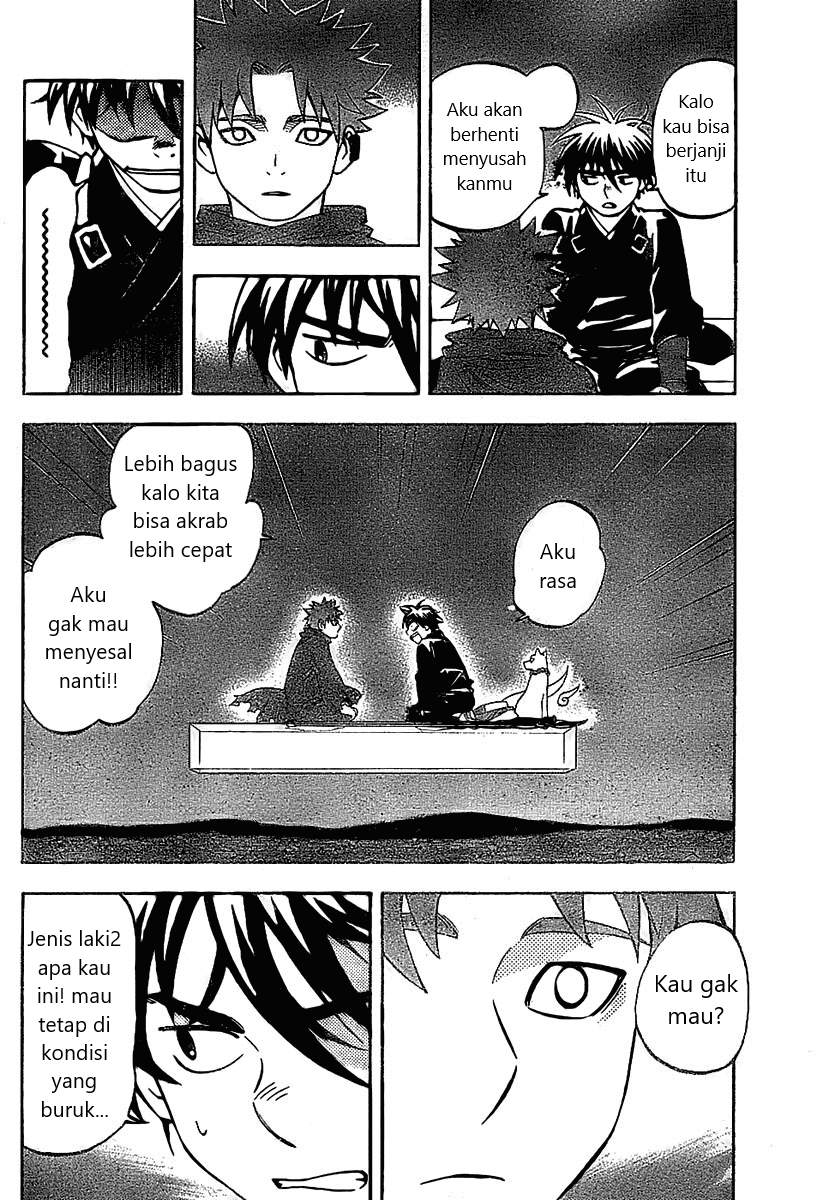 Kalo
kau bisa
berjanji
itu
Aku akan
berhenti
menyusah
kanmu
Aku
rasa
Lebih bagus
kalo kita
bisa akrab
lebih cepat
Aku
gak mau
menyesal
nanti!!
Kau gak
mau?
Jenis laki2
apa kau
ini! mau
tetap di
kondisi
yang
buruk...